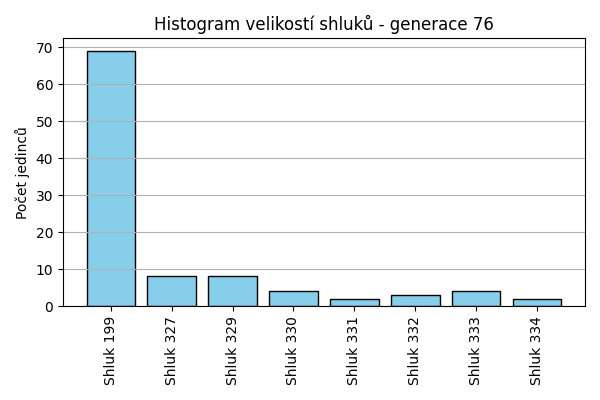 Histogram velikostí shluků - generace 76
Počet jedinců
70
60
50
40
30
20
10
0
Shluk 199
Shluk 327
Shluk 329
Shluk 330
Shluk 331
Shluk 332
Shluk 333
Shluk 334